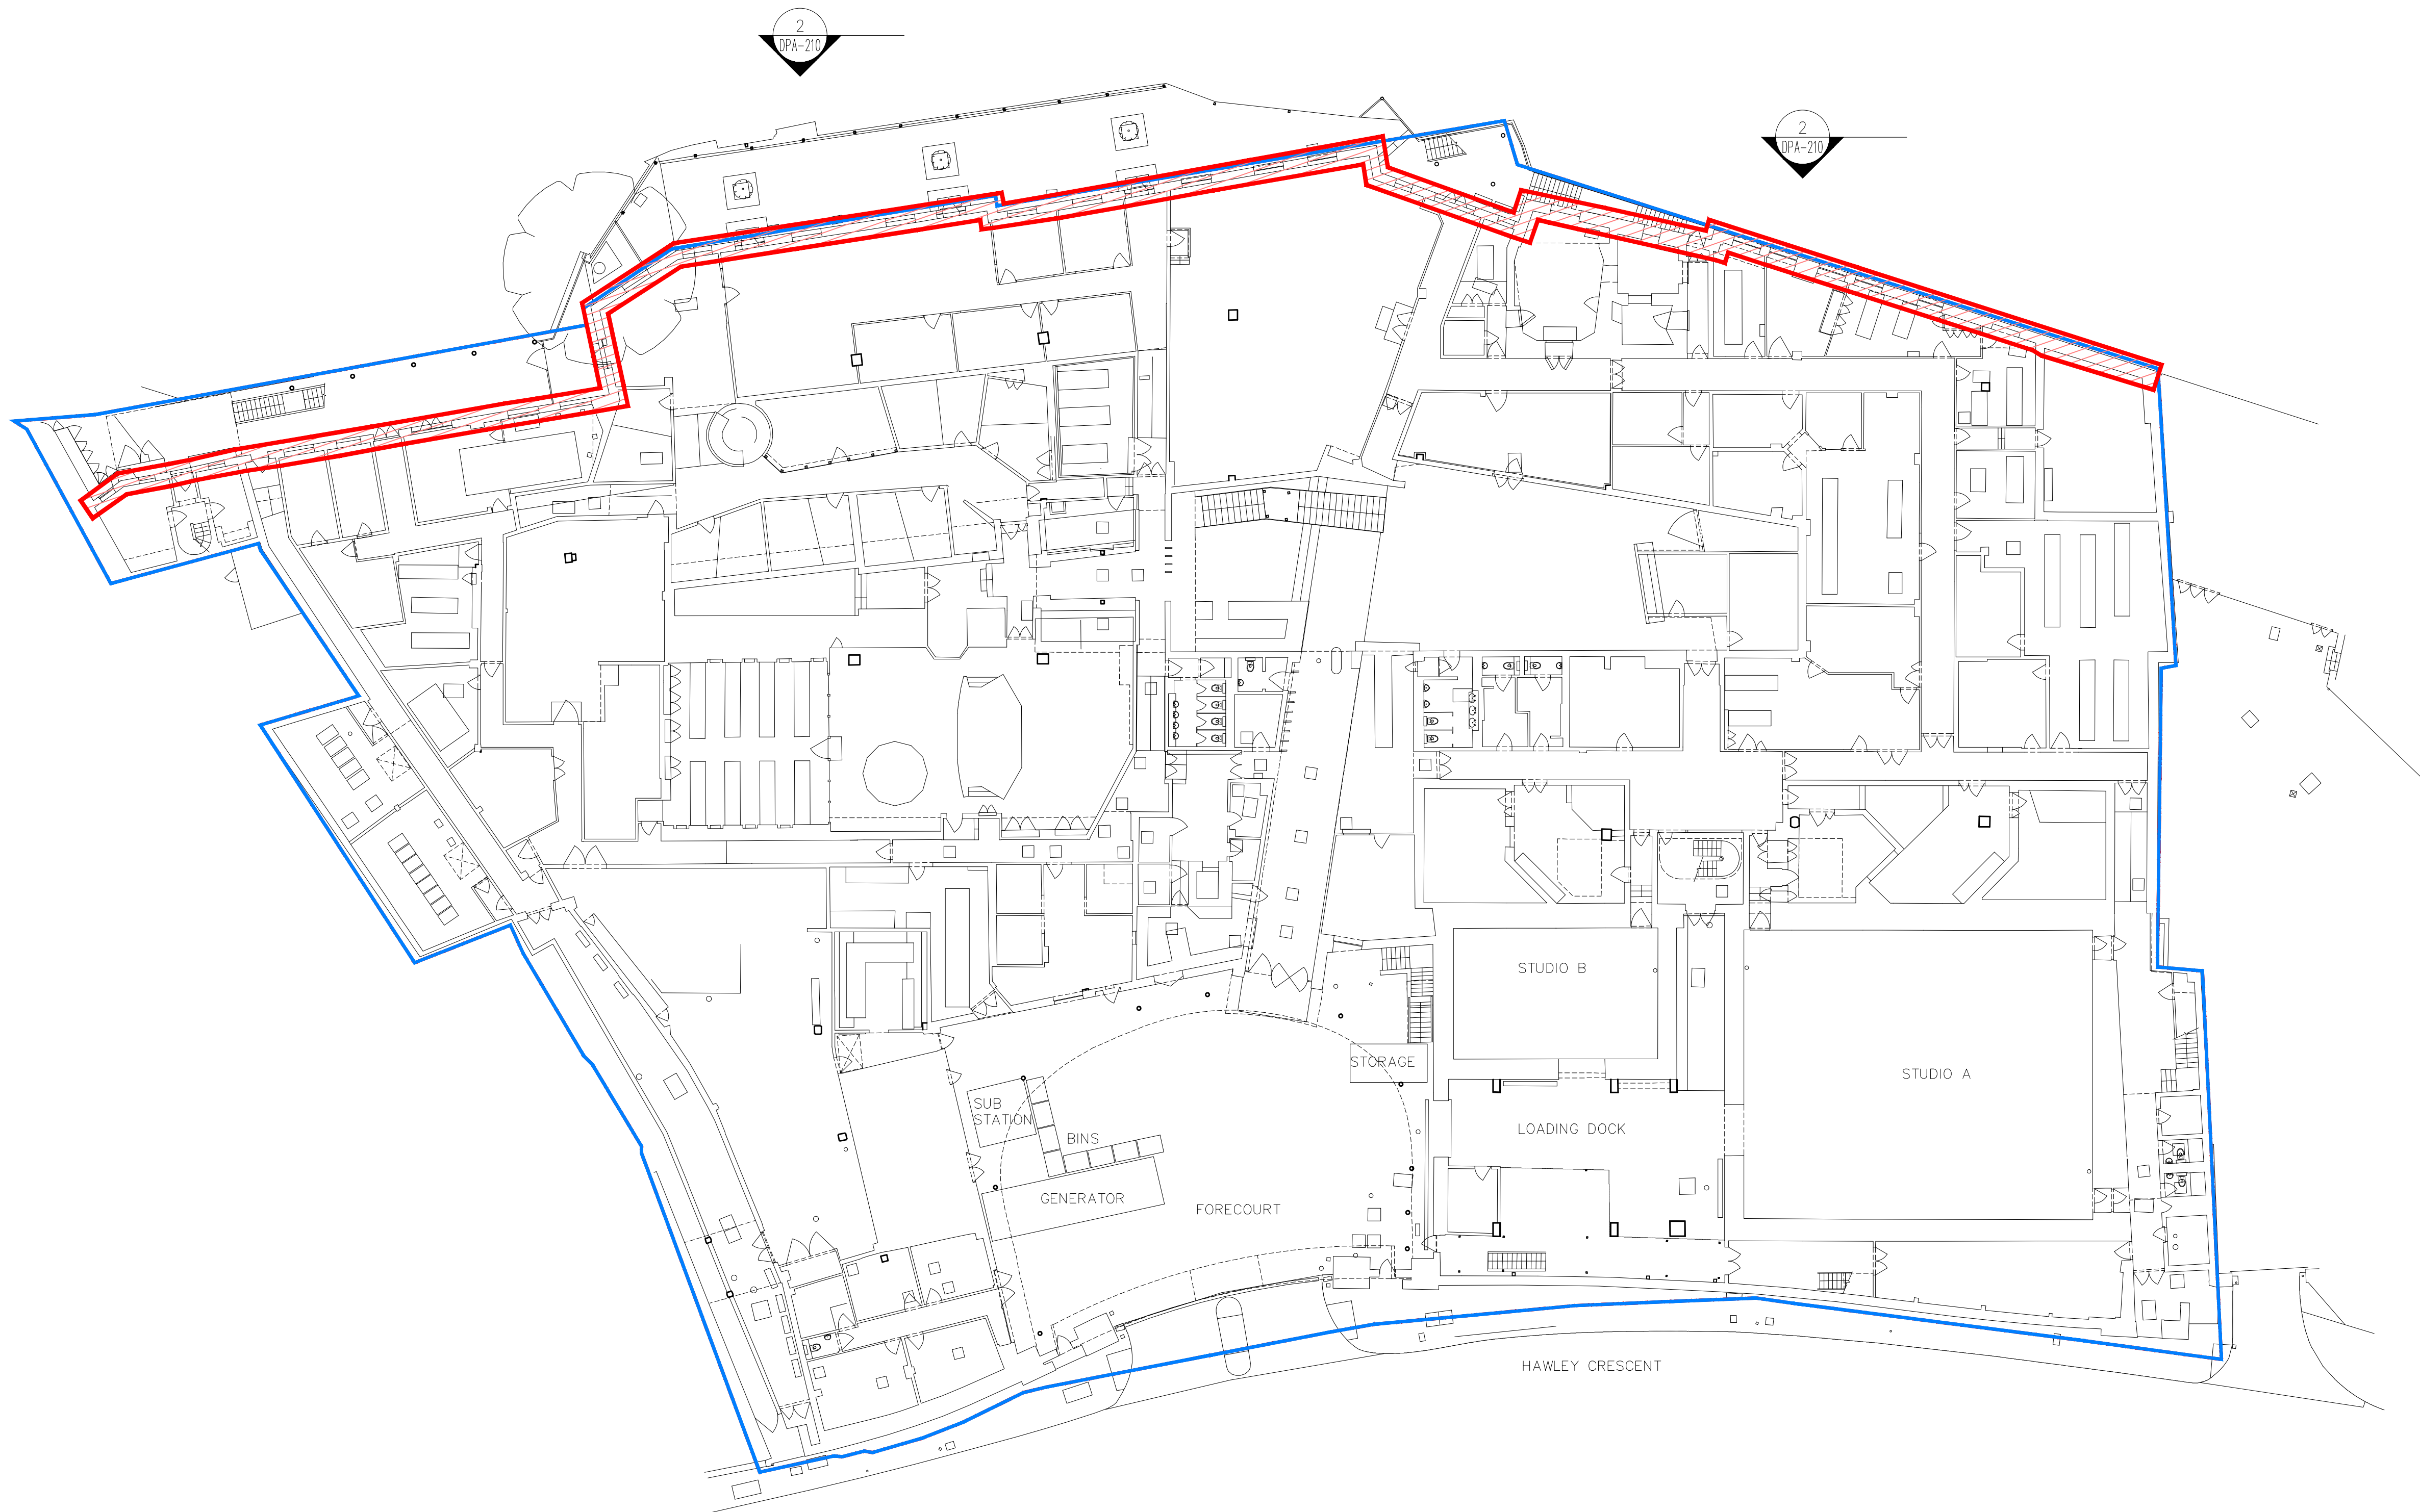 2
DPA-210
2
DPA-210
STUDIO B
STORAGE
STUDIO A
SUB
STATION
BINS
LOADING DOCK
GENERATOR
FORECOURT
HAWLEY CRESCENT